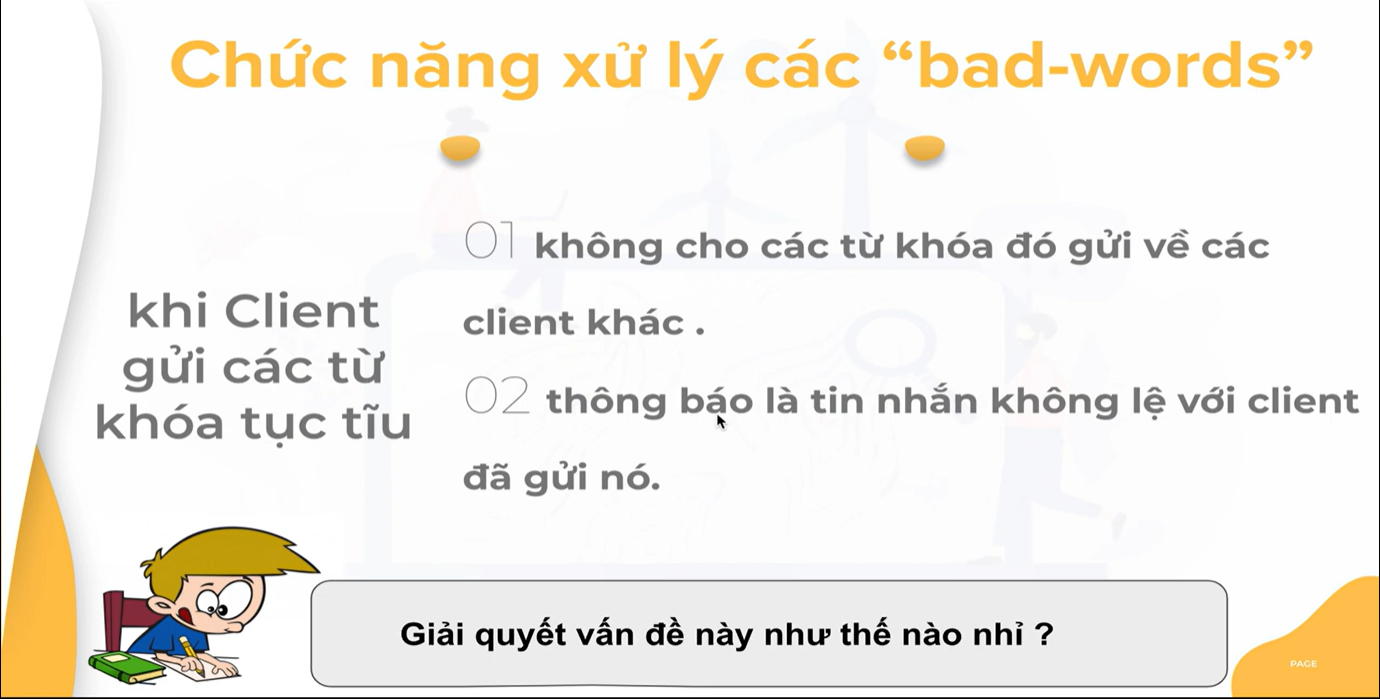 Chức năng xử lý các “bad-words”
khi Client
gửi các từ
khóa tục tĩu
01 không cho các từ khóa đó gửi về các
client khác .
02 thông báo là tin nhắn không lệ với client
đã gửi nó.
Giải quyết vấn đề này như thế nào nhỉ ?
PAGE